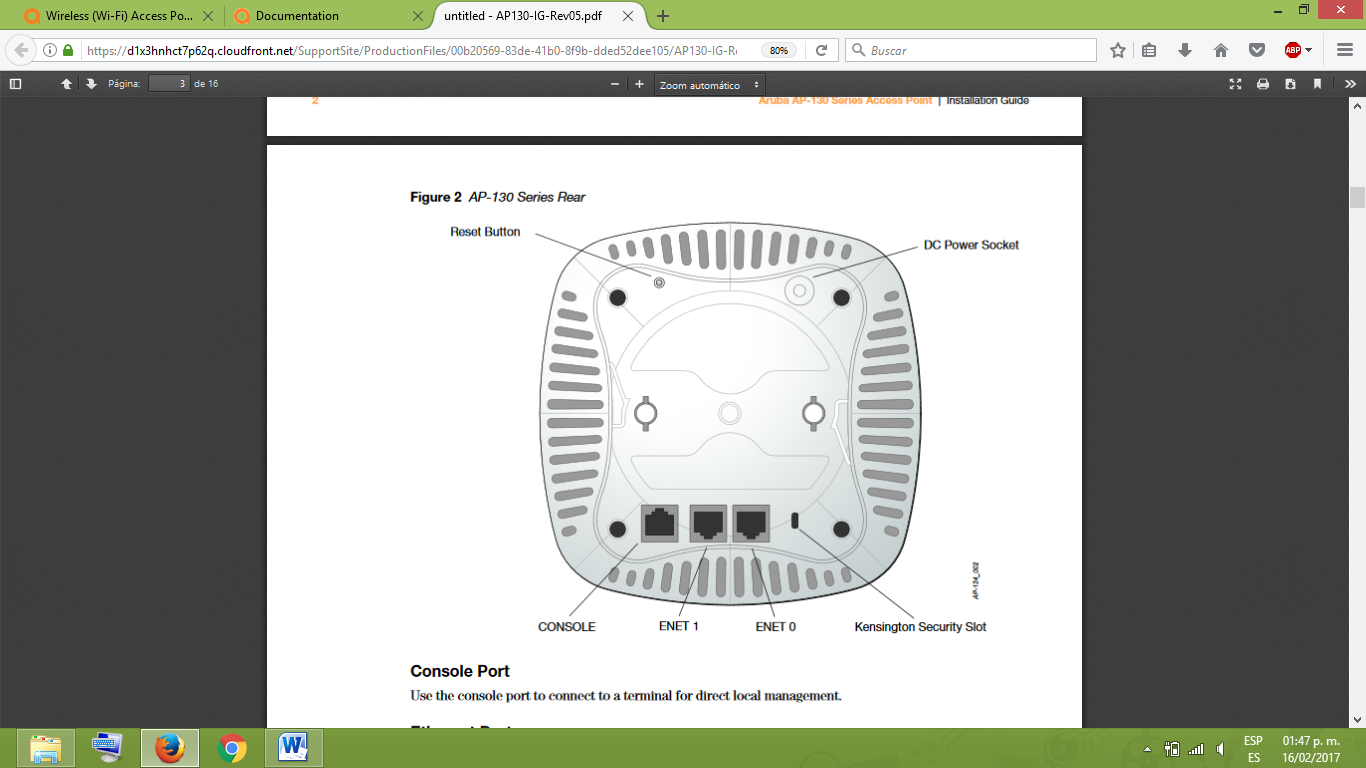 Wireless (Wi-Fi) Access Po...
Documentation
untitled - AP130-IG-Rev05.pdf
https://d1x3hnhct7p62q.cloudfront.net/SupportSite/ProductionFiles/00b20569-83de-41b0-8f9b-dded52dee105/AP130-IG-Re
80%
Buscar
ABP
Página: 3 de 16
Zoom automático
2
Aruba AP-130 Series Access Point | Installation Guide
Figure 2 AP-130 Series Rear
Reset Button
DC Power Socket
AP-124_002
CONSOLE
ENET 1
ENET 0
Kensington Security Slot
Console Port
Use the console port to connect to a terminal for direct local management.
ESP
ES
01:47 p. m.
16/02/2017